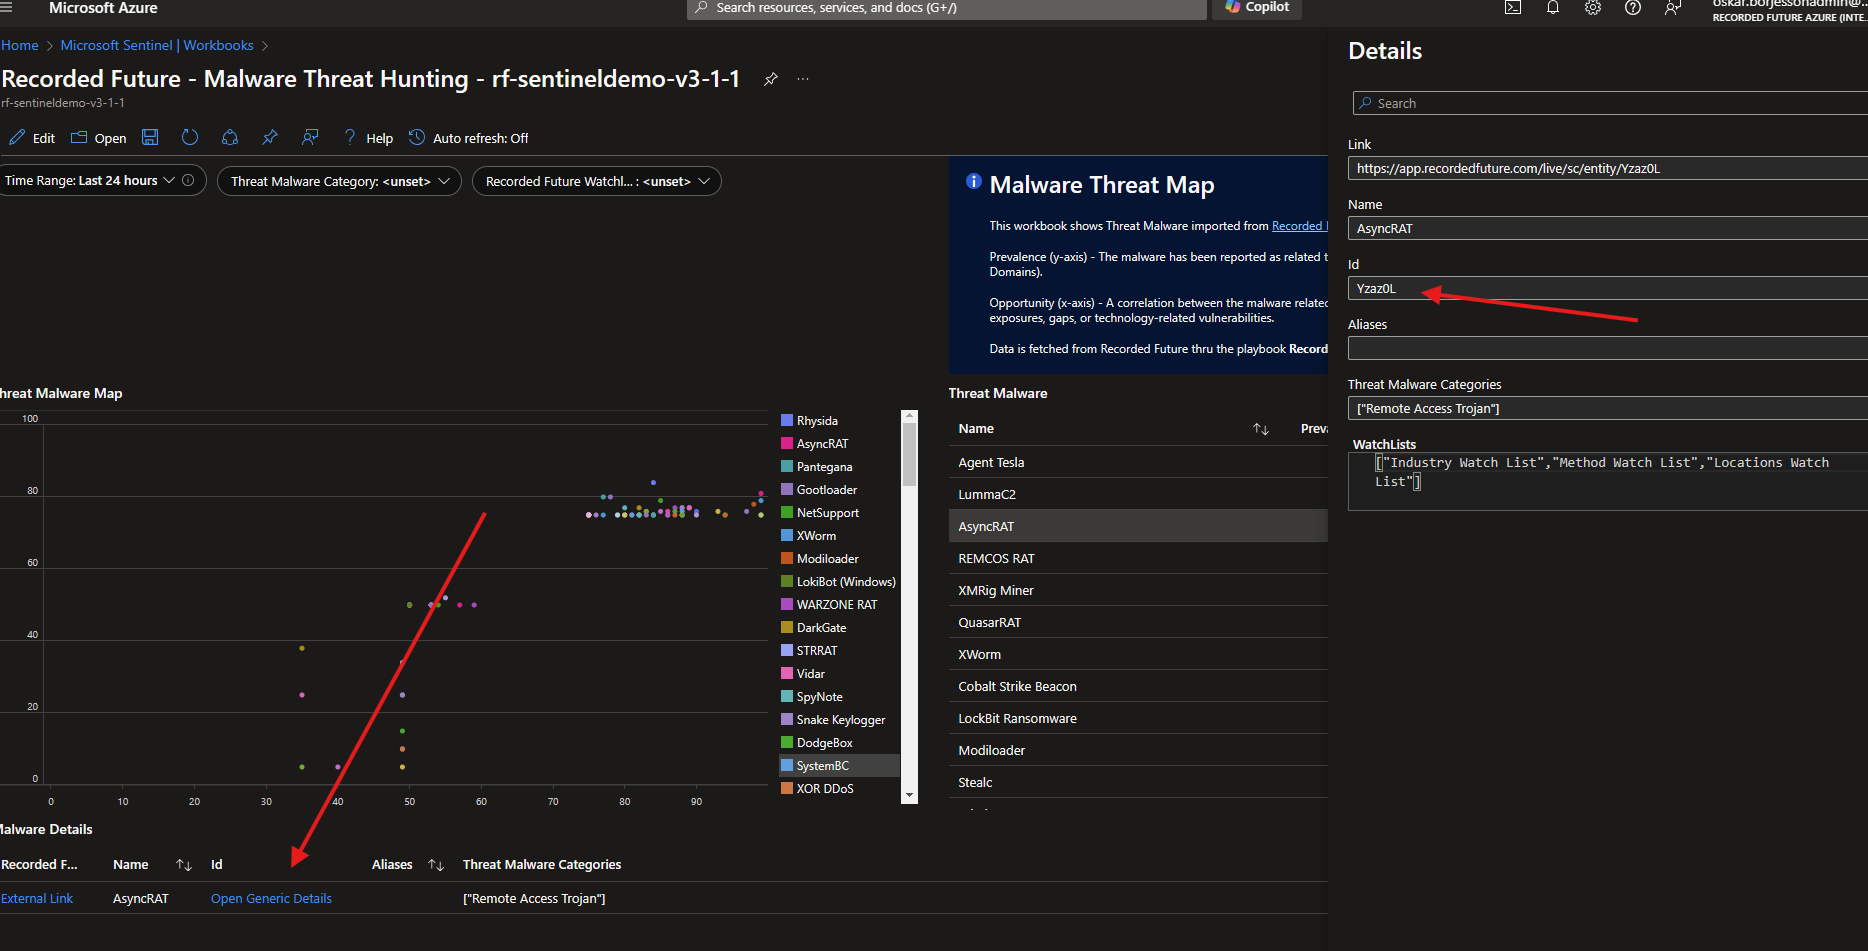 Microsoft Azure
Search resources, services, and docs (G+/)
Copilot
oskar.borjessonadmin@...
RECORDED FUTURE AZURE (INTE...
Home > Microsoft Sentinel | Workbooks >
Recorded Future - Malware Threat Hunting - rf-sentineldemo-v3-1-1
rf-sentineldemo-v3-1-1
Edit
Open
Help
Auto refresh: Off
Time Range: Last 24 hours
Threat Malware Category: <unset>
Recorded Future Watchl... : <unset>
Malware Threat Map
This workbook shows Threat Malware imported from Recorded
Prevalence (y-axis) - The malware has been reported as related
Domains).
Opportunity (x-axis) - A correlation between the malware related
exposures, gaps, or technology-related vulnerabilities.
Data is fetched from Recorded Future thru the playbook Record
hreat Malware Map
100
80
60
40
20
0
0
10
20
30
40
50
60
70
80
90
Rhysida
AsyncRAT
Pantegana
Gootloader
NetSupport
XWorm
Modiloader
LokiBot (Windows)
WARZONE RAT
DarkGate
STRRAT
Vidar
SpyNote
Snake Keylogger
DodgeBox
SystemBC
XOR DDoS
Threat Malware
Name
Preva
Agent Tesla
LummaC2
AsyncRAT
REMCOS RAT
XMRig Miner
QuasarRAT
XWorm
Cobalt Strike Beacon
LockBit Ransomware
Modiloader
Stealc
Malware Details
Recorded F...
Name
Id
Aliases
Threat Malware Categories
External Link
AsyncRAT
Open Generic Details
["Remote Access Trojan"]
Details
Search
Link
https://app.recordedfuture.com/live/sc/entity/Yzaz0L
Name
AsyncRAT
Id
Yzaz0L
Aliases
Threat Malware Categories
["Remote Access Trojan"]
WatchLists
["Industry Watch List","Method Watch List","Locations Watch
List"]